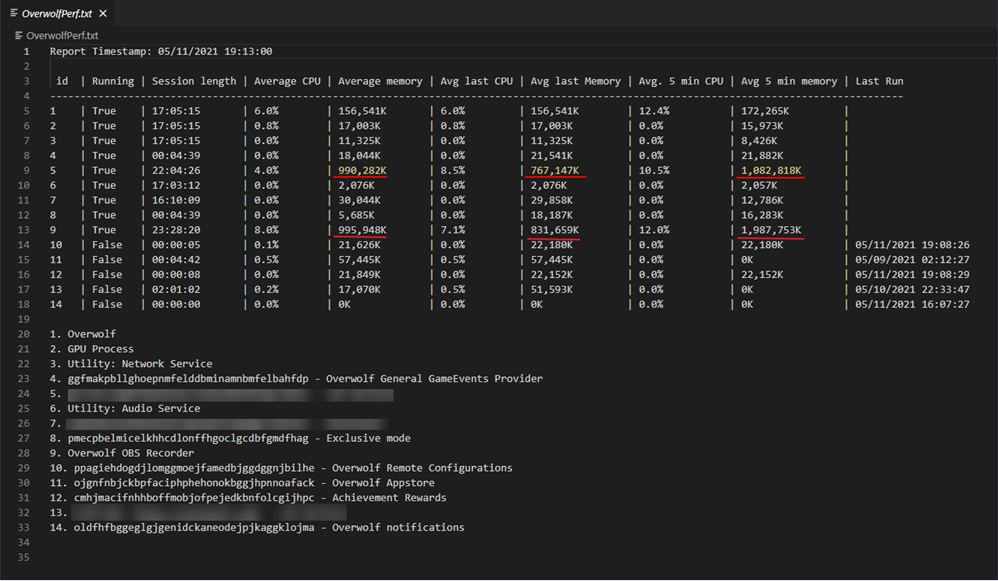 OverwolfPerf.txt ×
OverwolfPerf.txt
1 Report Timestamp: 05/11/2021 19:13:00
2
3 id | Running | Session length | Average CPU | Average memory | Avg last CPU | Avg last Memory | Avg. 5 min CPU | Avg 5 min memory | Last Run
4 ----------------------------------------------------------------------------------------------------------------------------------
5 1 | True | 17:05:15 | 6.0% | 156,541K | 6.0% | 156,541K | 12.4% | 172,265K |
6 2 | True | 17:05:15 | 0.8% | 17,003K | 0.8% | 17,003K | 0.0% | 15,973K |
7 3 | True | 17:05:15 | 0.0% | 11,325K | 0.0% | 11,325K | 0.0% | 8,426K |
8 4 | True | 00:04:39 | 0.0% | 18,044K | 0.0% | 21,541K | 0.0% | 21,882K |
9 5 | True | 22:04:26 | 4.0% | 990,282K | 8.5% | 767,147K | 10.5% | 1,082,818K |
10 6 | True | 17:03:12 | 0.0% | 2,076K | 0.0% | 2,076K | 0.0% | 2,057K |
11 7 | True | 16:10:09 | 0.0% | 30,044K | 0.0% | 29,858K | 0.0% | 12,786K |
12 8 | True | 00:04:39 | 0.0% | 5,685K | 0.0% | 18,187K | 0.0% | 16,283K |
13 9 | True | 23:28:20 | 8.0% | 995,948K | 7.1% | 831,659K | 12.0% | 1,987,753K |
14 10 | False | 00:00:05 | 0.1% | 21,626K | 0.0% | 22,180K | 0.0% | 22,180K | 05/11/2021 19:08:26
15 11 | False | 00:04:42 | 0.5% | 57,445K | 0.5% | 57,445K | 0.0% | 0K | 05/09/2021 02:12:27
16 12 | False | 00:00:08 | 0.0% | 21,849K | 0.0% | 22,152K | 0.0% | 22,152K | 05/11/2021 19:08:29
17 13 | False | 02:01:02 | 0.2% | 17,070K | 0.5% | 51,593K | 0.0% | 0K | 05/10/2021 22:33:47
18 14 | False | 00:00:00 | 0.0% | 0K | 0.0% | 0K | 0.0% | 0K | 05/11/2021 16:07:27
19
20 1. Overwolf
21 2. GPU Process
22 3. Utility: Network Service
23 4. ggfmakpbllghoepnmfelddbminamnbmfelbahfdp - Overwolf General GameEvents Provider
24 5.
25 6. Utility: Audio Service
26 7.
27 8. pmecpbelmicelkhhcdlonffhgoclgcdbfgmdfhag - Exclusive mode
28 9. Overwolf OBS Recorder
29 10. ppagiehdogdjlomggmoejfamedbjggdggnjbilhe - Overwolf Remote Configurations
30 11. ojgnfnbjckbpfaciphphehonokbggjhpnnoafack - Overwolf Appstore
31 12. cmhjmacifnhhboffmobjofpejedkbnfolcgijhpc - Achievement Rewards
32 13.
33 14. oldfhfbggeglgjgenidckaneodejpjkaggklojma - Overwolf notifications
34
35